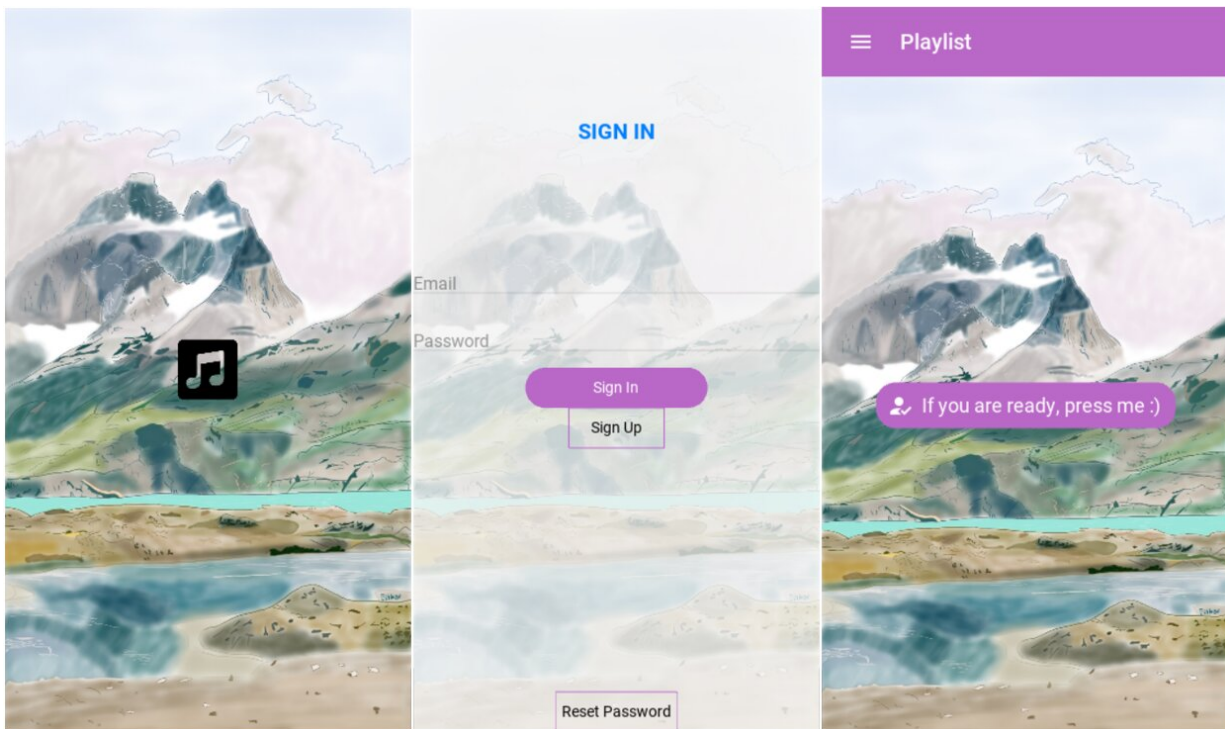 SIGN IN
Email
Password
Sign In
Sign Up
Reset Password
Playlist
If you are ready, press me :)